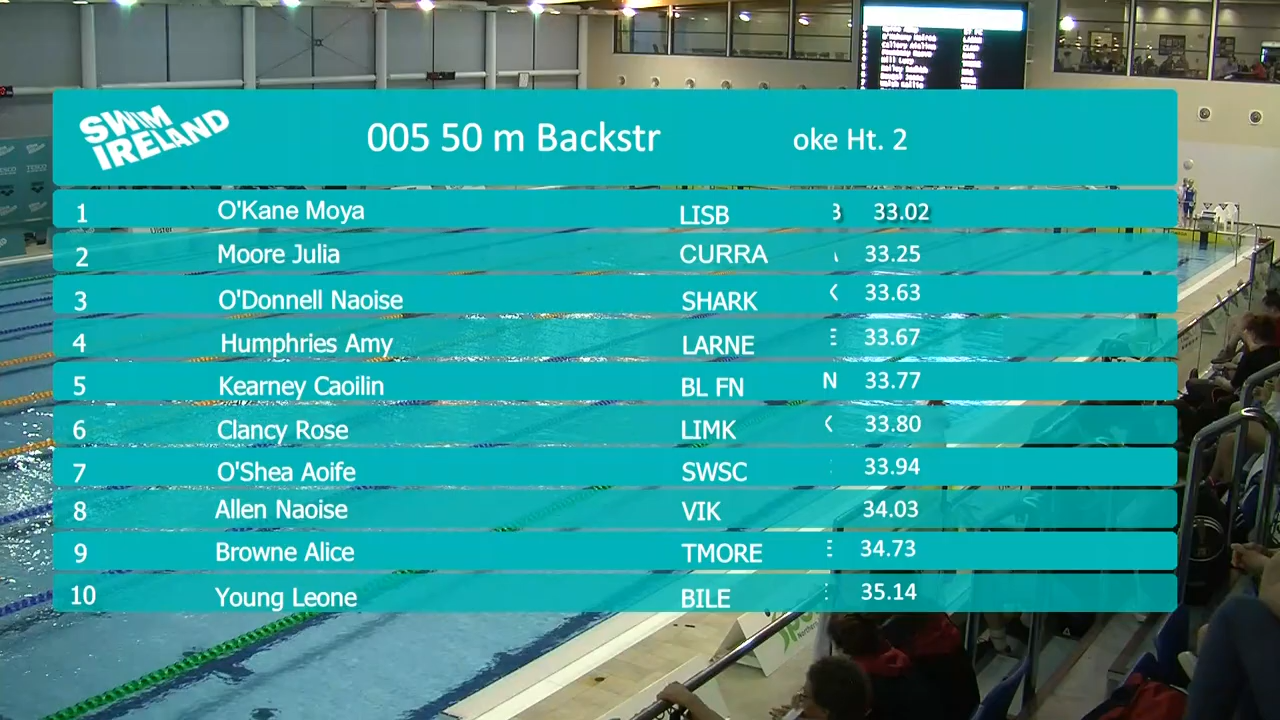 SWIM IRELAND
005 50 m Backstr oke Ht. 2
1 O'Kane Moya LISB B 33.02
2 Moore Julia CURRA 33.25
3 O'Donnell Naoise SHARK K 33.63
4 Humphries Amy LARNE E 33.67
5 Kearney Caoilin BL FN N 33.77
6 Clancy Rose LIMK K 33.80
7 O'Shea Aoife SWSC 33.94
8 Allen Naoise VIK 34.03
9 Browne Alice TMORE E 34.73
10 Young Leone BILE 35.14